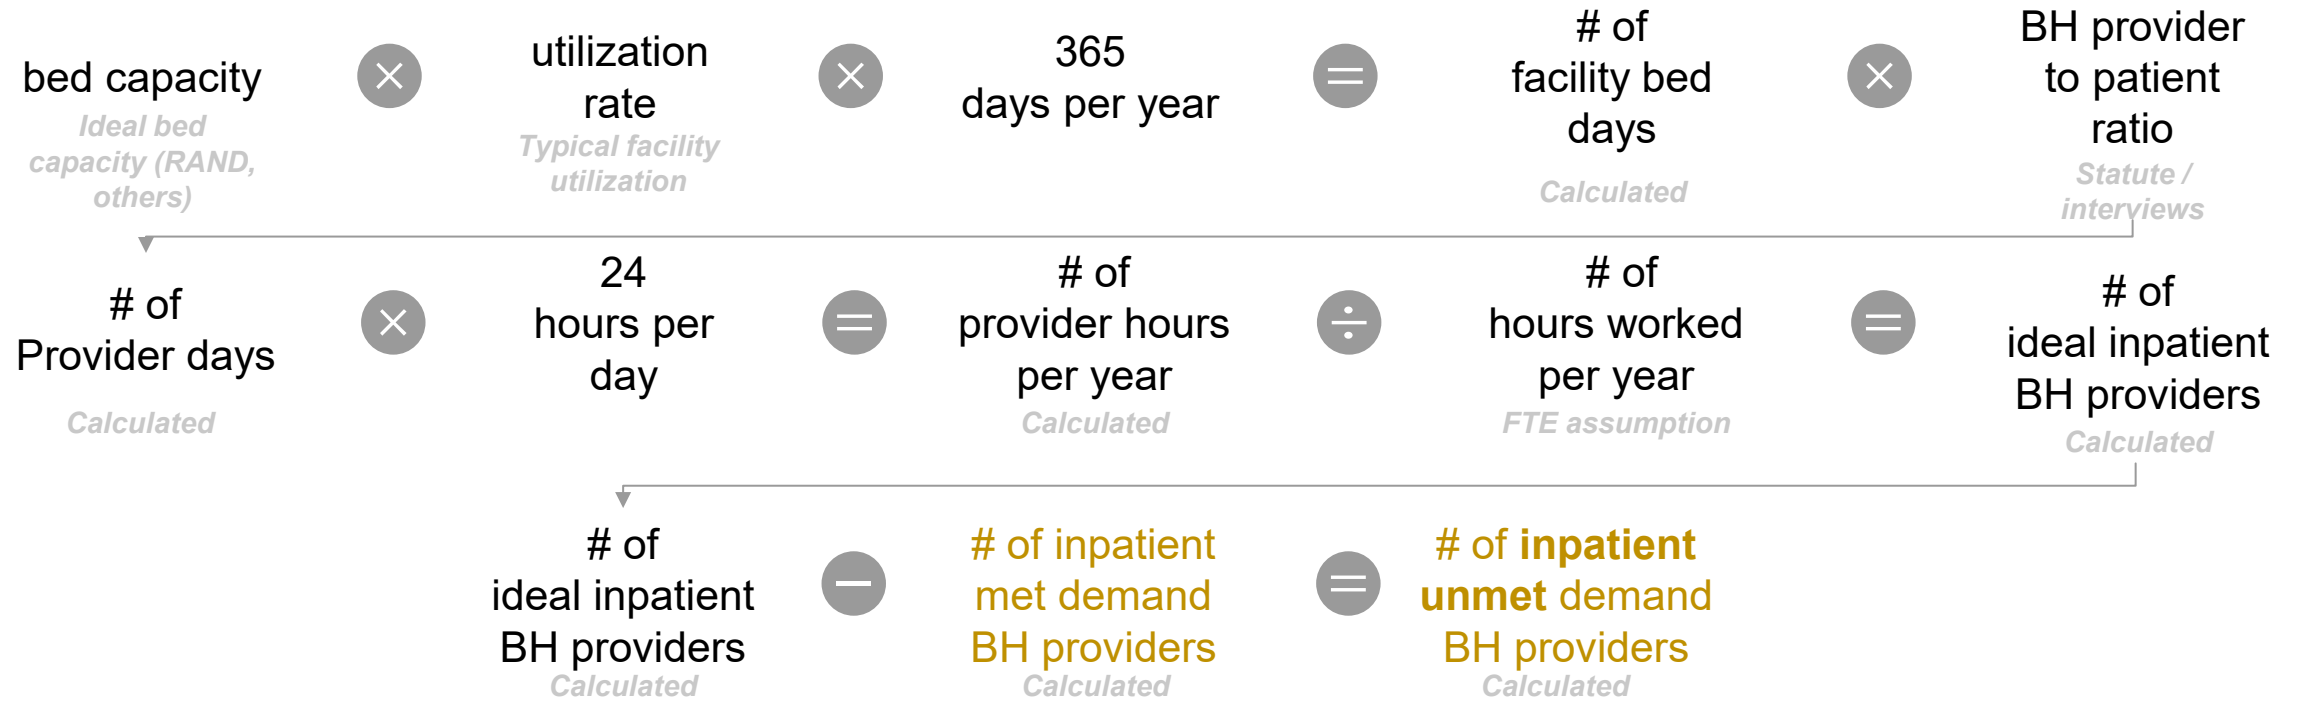 bed capacity
Ideal bed
capacity (RAND,
others)
×
utilization
rate
Typical facility
utilization
×
365
days per year
=
# of
facility bed
days
Calculated
×
BH provider
to patient
ratio
Statute /
interviews
# of
Provider days
Calculated
×
24
hours per
day
=
# of
provider hours
per year
Calculated
÷
# of
hours worked
per year
FTE assumption
=
# of
ideal inpatient
BH providers
Calculated
# of
ideal inpatient
BH providers
Calculated
−
# of inpatient
met demand
BH providers
Calculated
=
# of inpatient
unmet demand
BH providers
Calculated